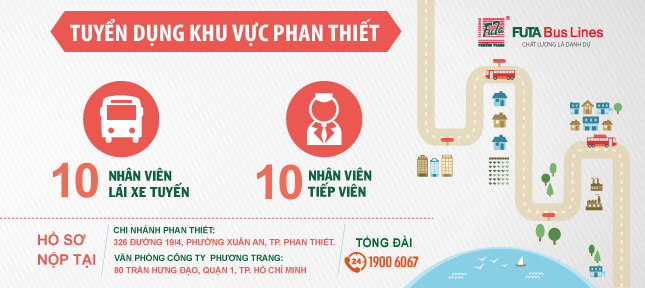 TUYỂN DỤNG KHU VỰC PHAN THIẾT
FUTA
PHƯƠNG TRANG
FUTA Bus Lines
CHẤT LƯỢNG LÀ DANH DỰ
10 NHÂN VIÊN
LÁI XE TUYẾN
10 NHÂN VIÊN
TIẾP VIÊN
HỒ SƠ
NỘP TẠI
CHI NHÁNH PHAN THIẾT:
326 ĐƯỜNG 19/4, PHƯỜNG XUÂN AN, TP. PHAN THIẾT.
VĂN PHÒNG CÔNG TY PHƯƠNG TRANG:
80 TRẦN HƯNG ĐẠO, QUẬN 1, TP. HỒ CHÍ MINH
TỔNG ĐÀI
24 1900 6067